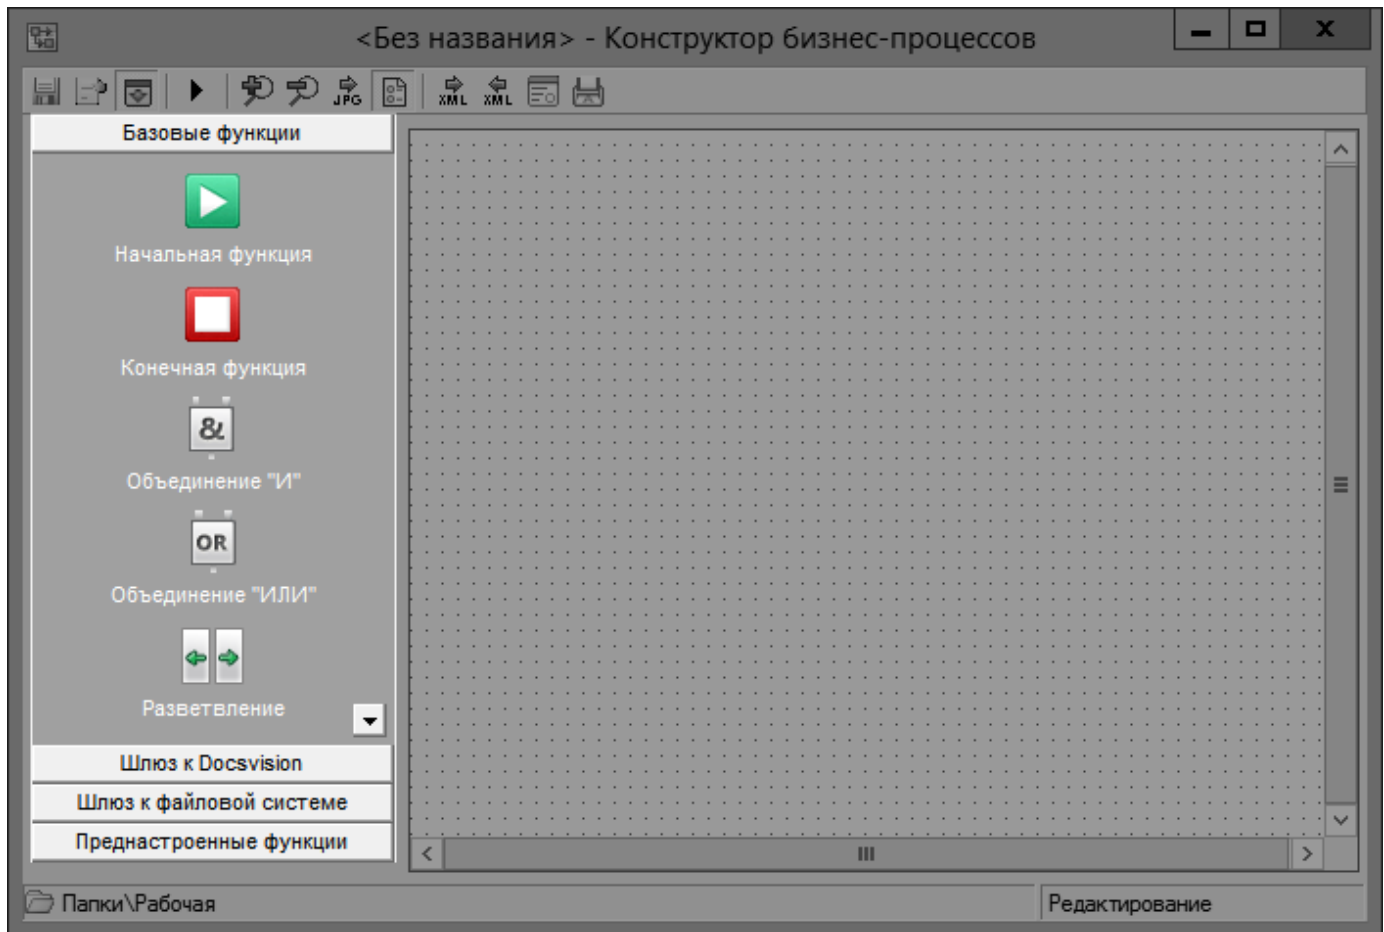 <Без названия> - Конструктор бизнес-процессов
X
JPG XML XML
Базовые функции
Начальная функция
Конечная функция
&
Объединение "И"
OR
Объединение "ИЛИ"
Разветвление
Шлюз к Docsvision
Шлюз к файловой системе
Преднастроенные функции
Папки\Рабочая
Редактирование